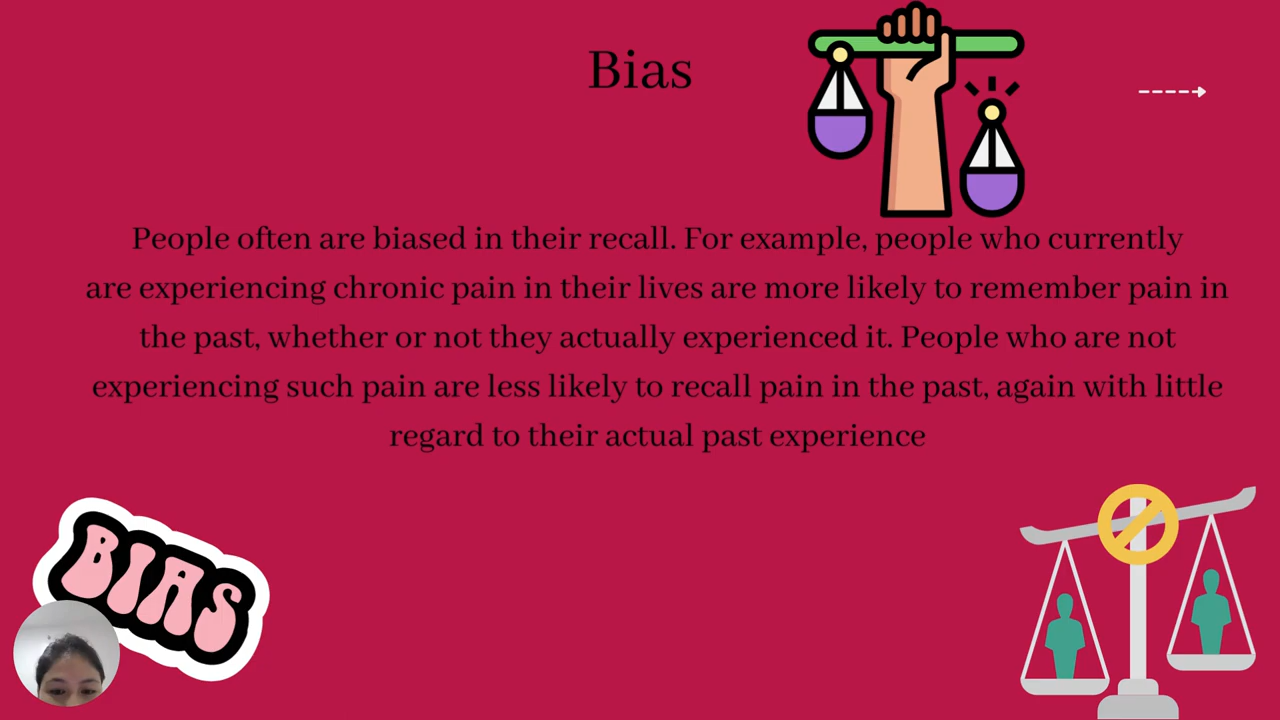 Bias
People often are biased in their recall. For example, people who currently
are experiencing chronic pain in their lives are more likely to remember pain in
the past, whether or not they actually experienced it. People who are not
experiencing such pain are less likely to recall pain in the past, again with little
regard to their actual past experience
BIAS